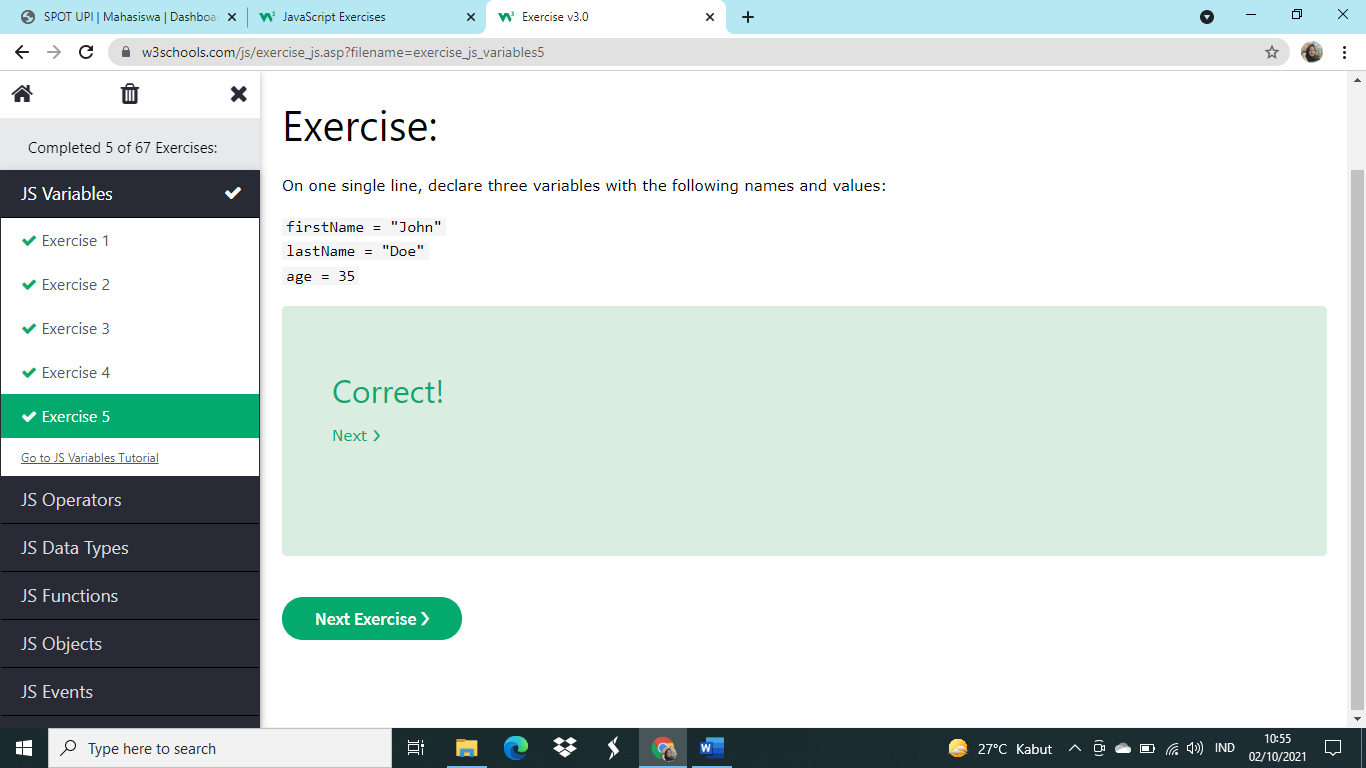 SPOT UPI | Mahasiswa | Dashboa
JavaScript Exercises
Exercise v3.0
w3schools.com/js/exercise_js.asp?filename=exercise_js_variables5
Completed 5 of 67 Exercises:
JS Variables
Exercise 1
Exercise 2
Exercise 3
Exercise 4
Exercise 5
Go to JS Variables Tutorial
JS Operators
JS Data Types
JS Functions
JS Objects
JS Events
Exercise:
On one single line, declare three variables with the following names and values:
firstName = "John"
lastName = "Doe"
age = 35
Correct!
Next ❯
Next Exercise ❯
Type here to search
27°C Kabut
IND
10:55
02/10/2021